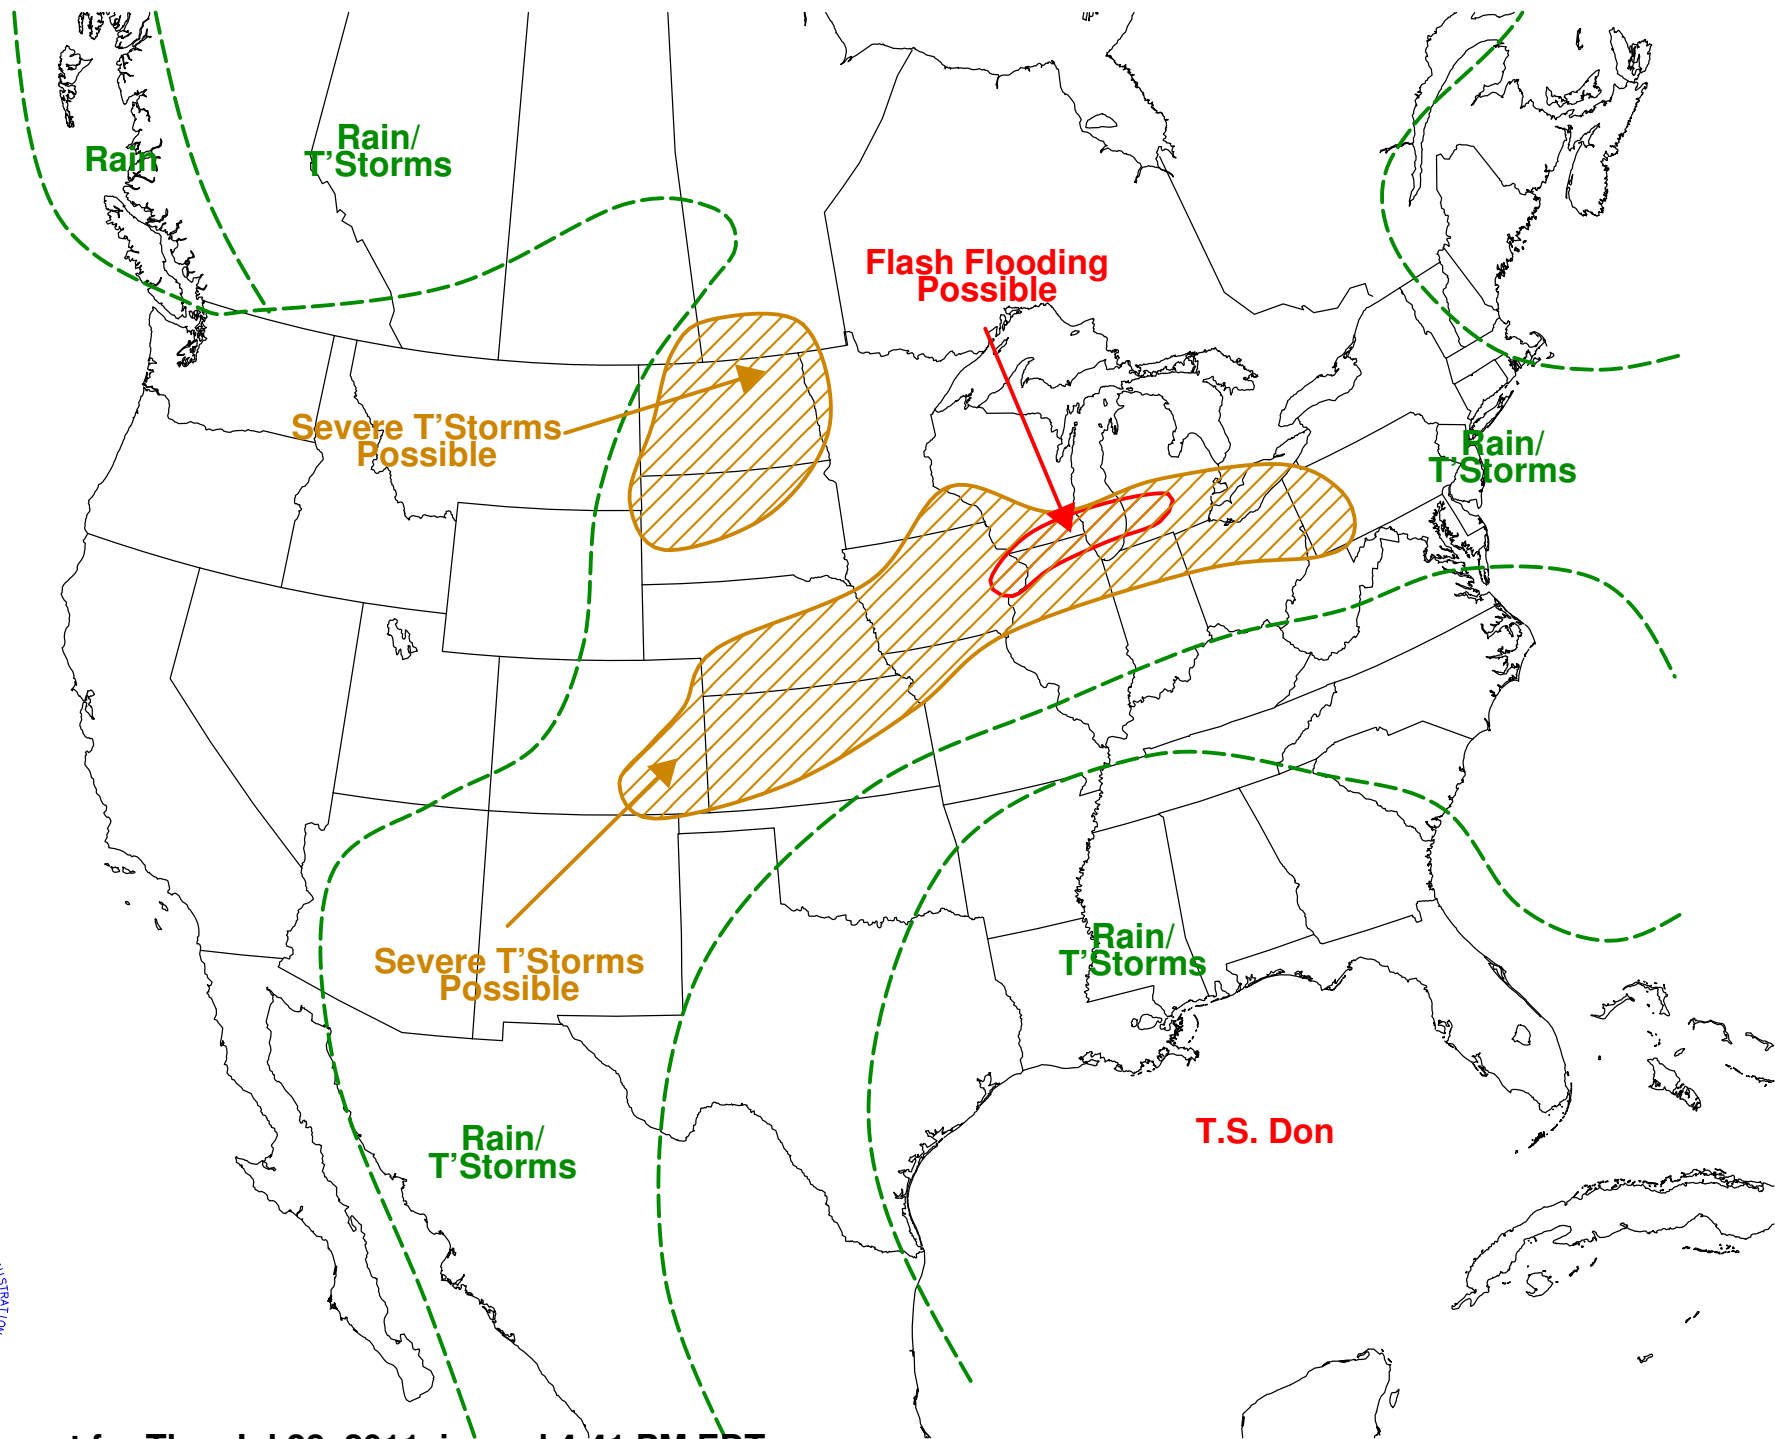 Rain
Rain/
T'Storms
Flash Flooding
Possible
Severe T'Storms
Possible
Rain/
T'Storms
Severe T'Storms
Possible
Rain/
T'Storms
Rain/
T'Storms
T.S. Don